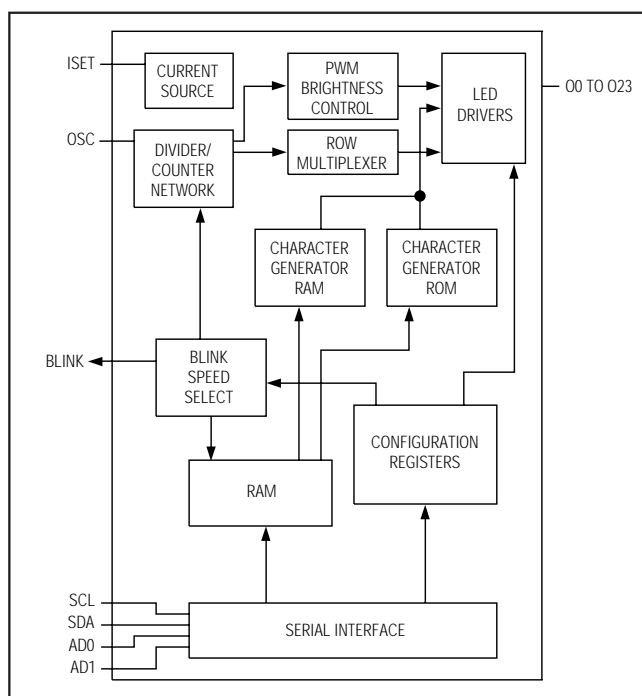 ISET
CURRENT
SOURCE
PWM
BRIGHTNESS
CONTROL
LED
DRIVERS
O0 TO O23
OSC
DIVIDER/
COUNTER
NETWORK
ROW
MULTIPLEXER
CHARACTER
GENERATOR
RAM
CHARACTER
GENERATOR
ROM
BLINK
BLINK
SPEED
SELECT
CONFIGURATION
REGISTERS
RAM
SCL
SDA
AD0
AD1
SERIAL INTERFACE